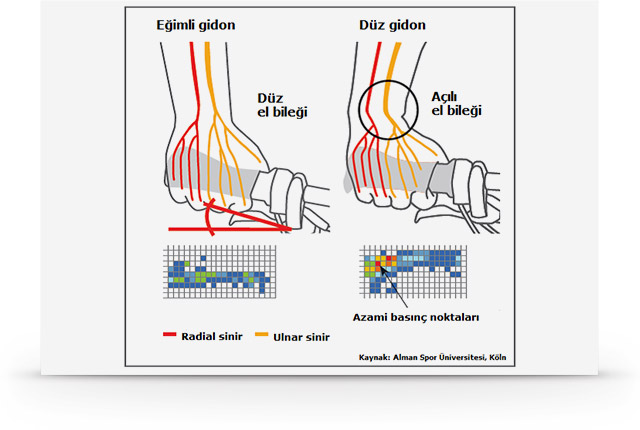 Eğimli gidon
Düz gidon
Düz
el bileği
Açılı
el bileği
Azami basınç noktaları
Radial sinir
Ulnar sinir
Kaynak: Alman Spor Üniversitesi, Köln